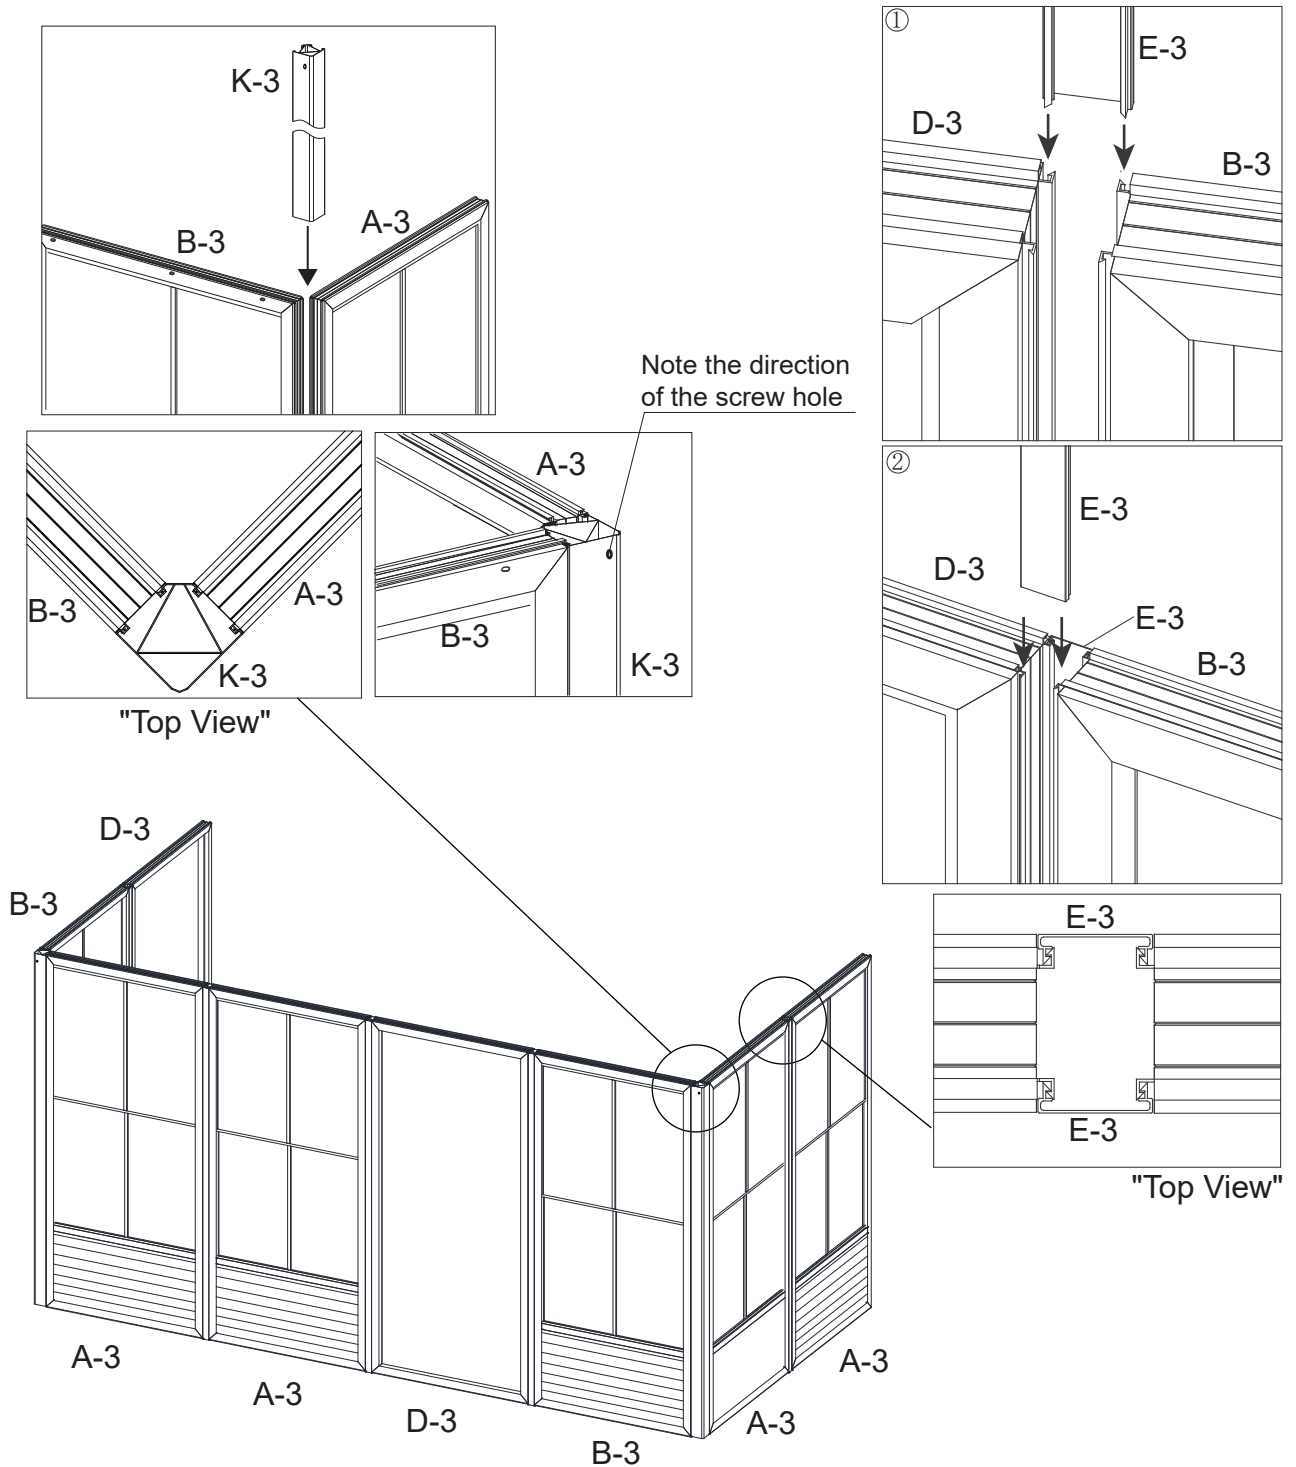 K-3
B-3
A-3
Note the direction
of the screw hole
B-3
A-3
K-3
"Top View"
A-3
B-3
K-3
①
E-3
D-3
B-3
②
E-3
D-3
E-3
B-3
E-3
E-3
"Top View"
D-3
B-3
A-3
A-3
D-3
B-3
A-3
A-3